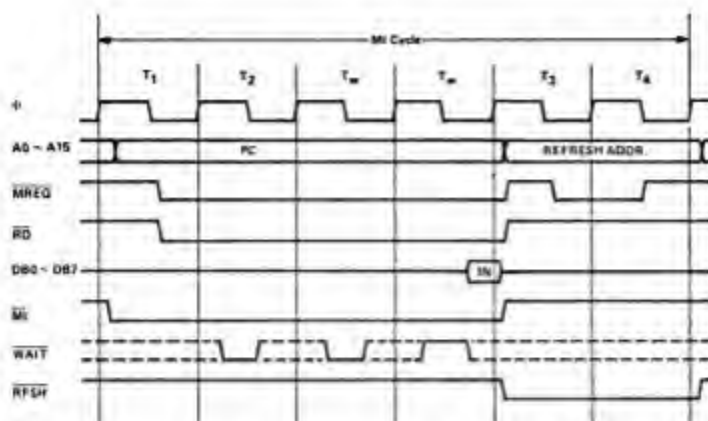 M1 Cycle
T1 T2 Tw Tw T3 T4
Φ
A0 ~ A15 PC REFRESH ADDR.
MREQ
RD
DB0 ~ DB7 IN
M1
WAIT
RFSH